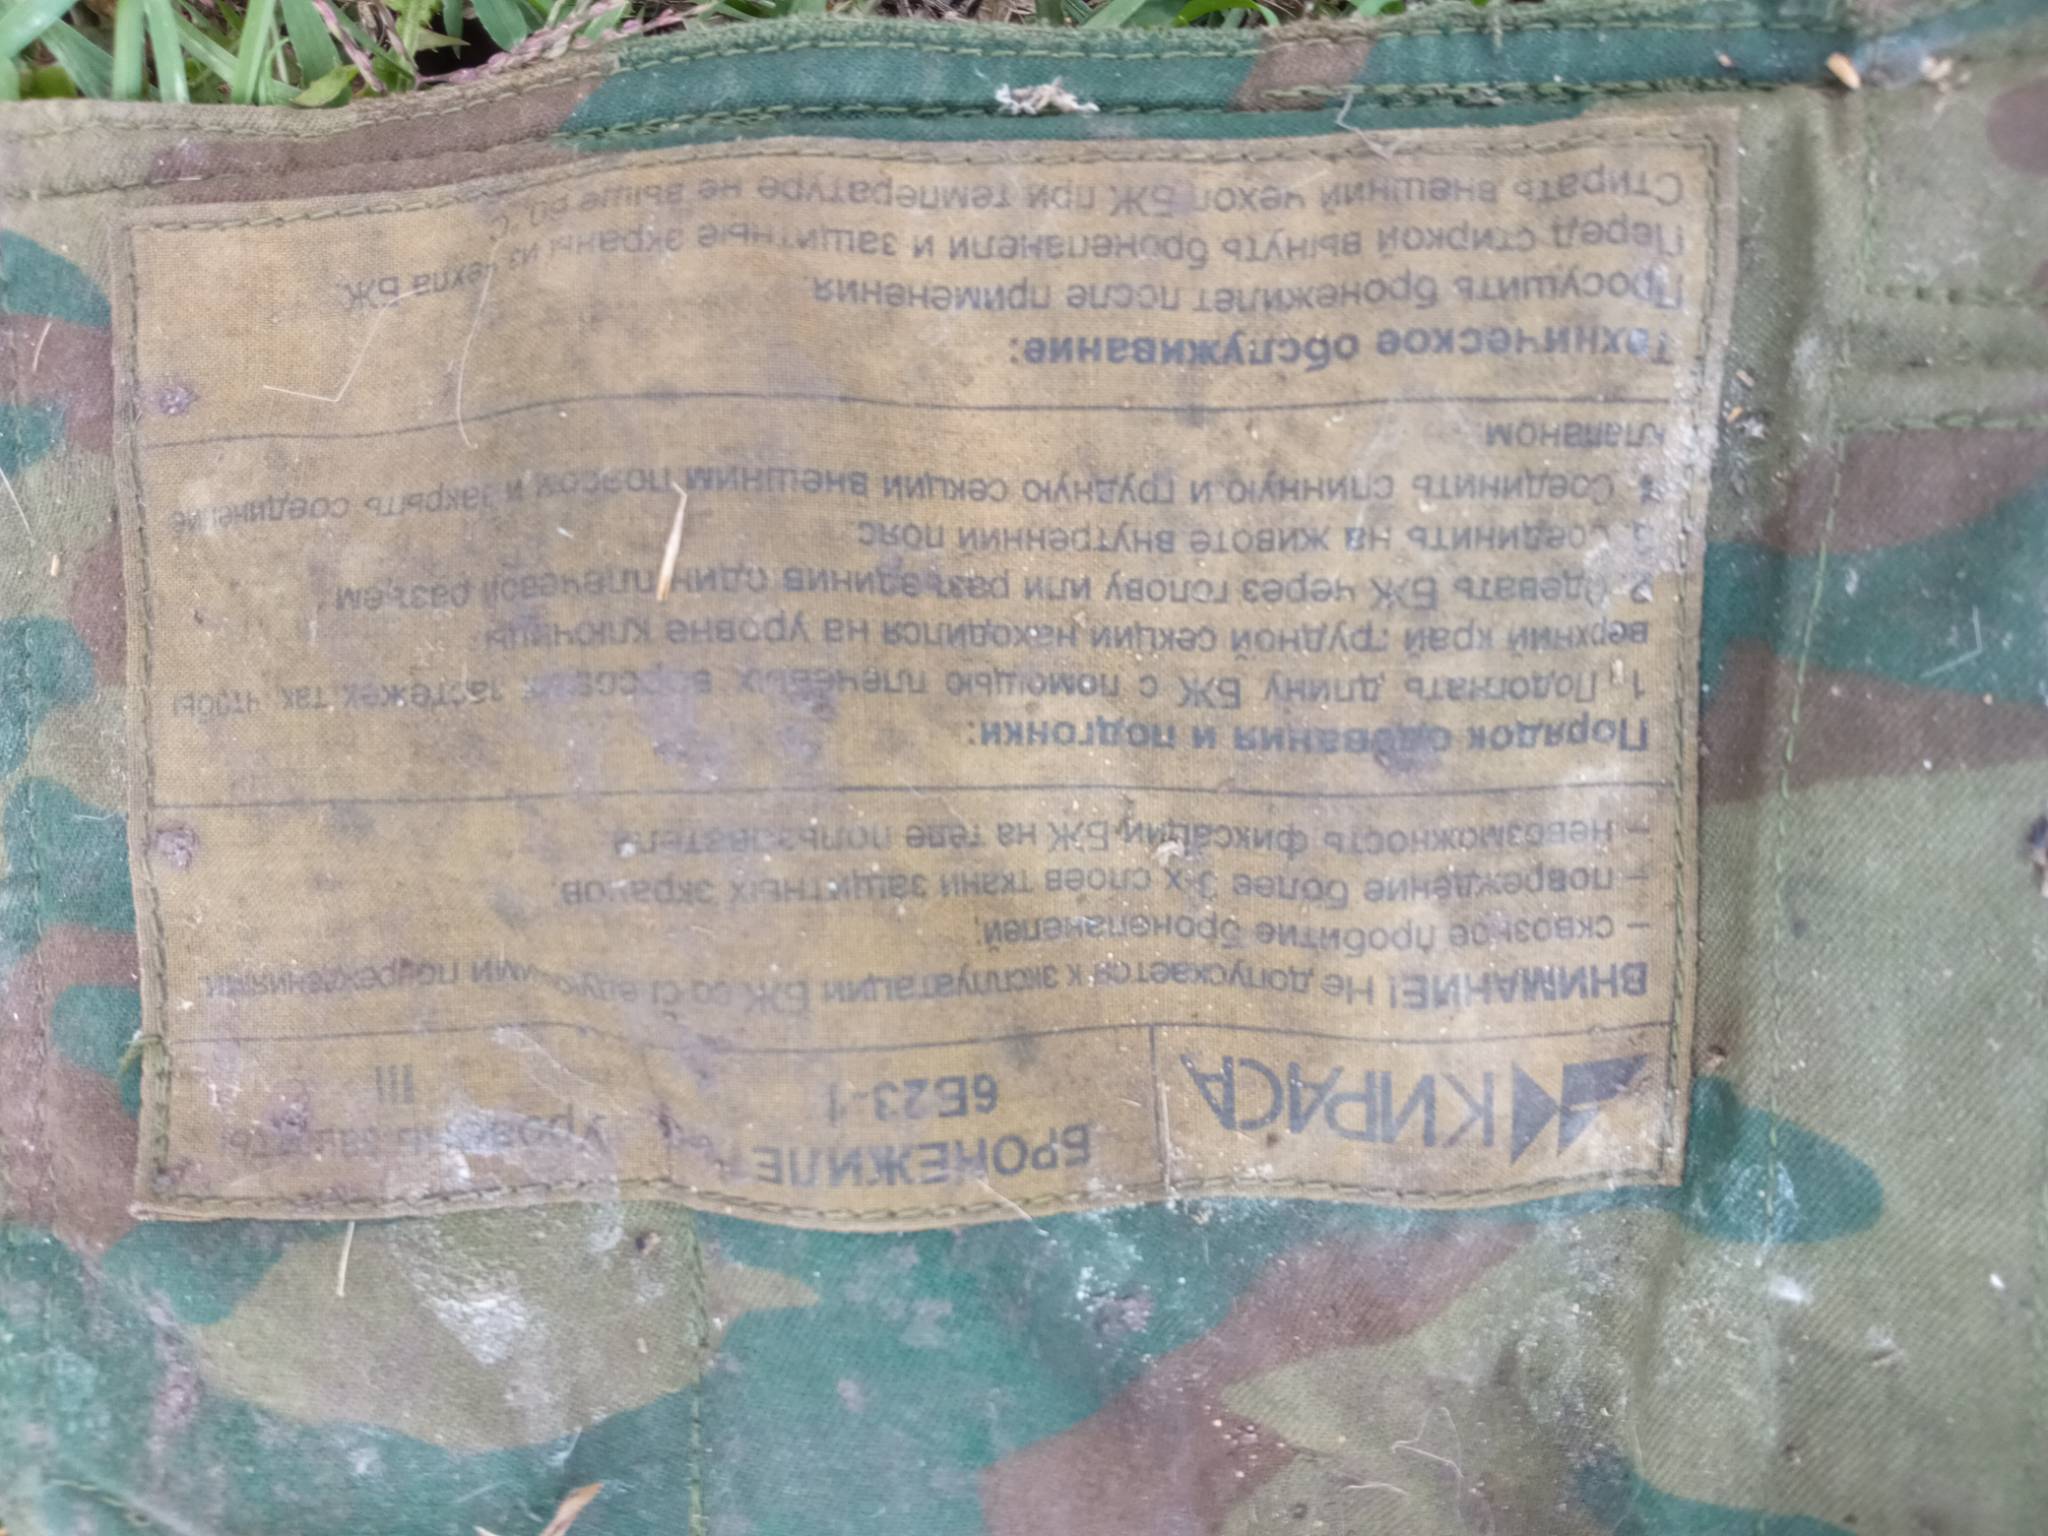 КИРАСА
БРОНЕЖИЛЕТ
6Б23-1
Уровень защиты
III
ВНИМАНИЕ! Не допускается к эксплуатации БЖ со следующими повреждениями:
– сквозное пробитие бронепанелей;
– повреждение более 3-х слоев ткани защитных экранов.
– невозможность фиксации БЖ на теле пользователя.
Порядок одевания и подгонки:
1. Подогнать длину БЖ с помощью плечевых ворсовых застежек так, чтобы
верхний край грудной секции находился на уровне ключицы.
2. Одевать БЖ через голову или разъединив один плечевой разъем.
3. Соединить на животе внутренний пояс
4. Соединить спинную и грудную секции внешним поясом и закрыть соединение
клапаном
Техническое обслуживание:
Просушить бронежилет после применения.
Перед стиркой вынуть бронепанели и защитные экраны из чехла БЖ.
Стирать внешний чехол БЖ при температуре не выше °С